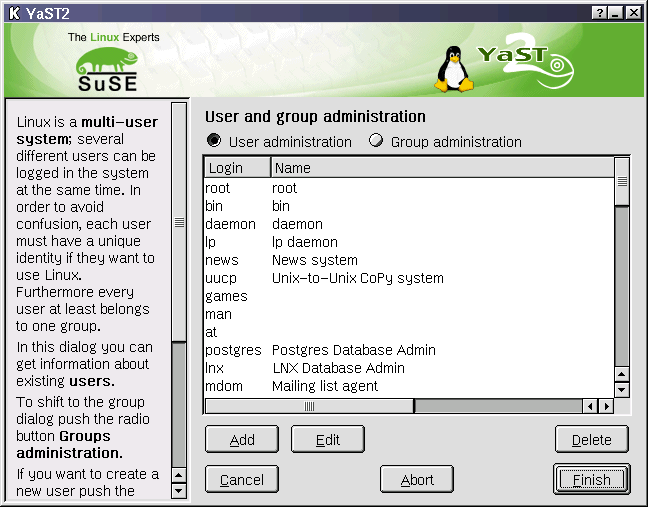 YaST2
The Linux Experts
SuSE
YaST
2
Linux is a multi-user
system; several
different users can be
logged in the system
at the same time. In
order to avoid
confusion, each user
must have a unique
identity if they want to
use Linux.
Furthermore every
user at least belongs
to one group.
In this dialog you can
get information about
existing users.
To shift to the group
dialog push the radio
button Groups
administration.
If you want to create a
new user push the
User and group administration
User administration Group administration
Login Name
root root
bin bin
daemon daemon
lp lp daemon
news News system
uucp Unix-to-Unix CoPy system
games
man
at
postgres Postgres Database Admin
lnx LNX Database Admin
mdom Mailing list agent
Add Edit Delete
Cancel Abort Finish